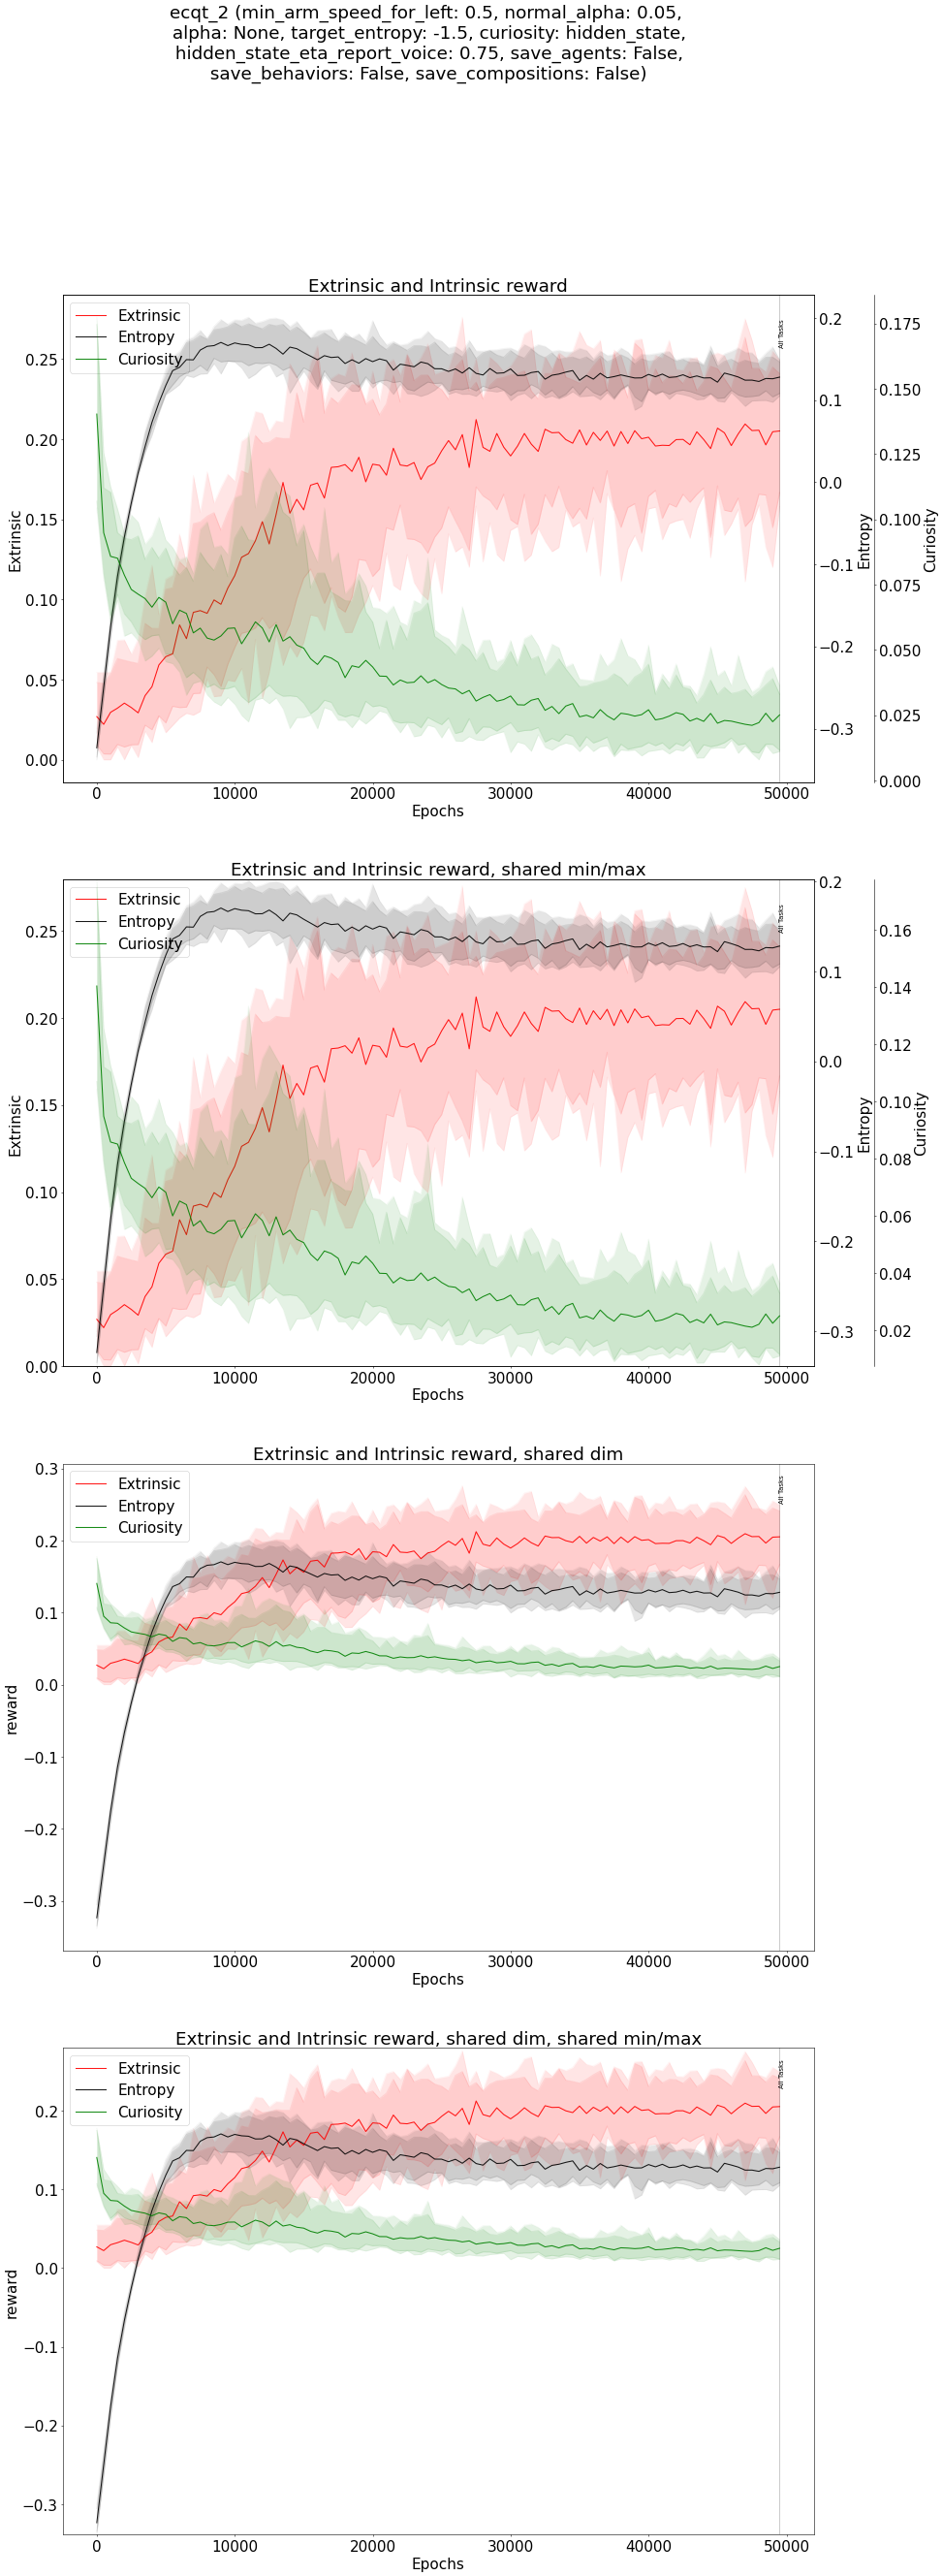 ecqt_2 (min_arm_speed_for_left: 0.5, normal_alpha: 0.05,
alpha: None, target_entropy: -1.5, curiosity: hidden_state,
hidden_state_eta_report_voice: 0.75, save_agents: False,
save_behaviors: False, save_compositions: False)
Extrinsic and Intrinsic reward
Extrinsic
Entropy
Curiosity
All Tasks
0.25
0.20
0.15
0.10
0.05
0.00
Extrinsic
0.2
0.1
0.0
−0.1
−0.2
−0.3
Entropy
0.175
0.150
0.125
0.100
0.075
0.050
0.025
0.000
Curiosity
0 10000 20000 30000 40000 50000
Epochs
Extrinsic and Intrinsic reward, shared min/max
Extrinsic
Entropy
Curiosity
All Tasks
0.25
0.20
0.15
0.10
0.05
0.00
Extrinsic
0.2
0.1
0.0
−0.1
−0.2
−0.3
Entropy
0.16
0.14
0.12
0.10
0.08
0.06
0.04
0.02
Curiosity
0 10000 20000 30000 40000 50000
Epochs
Extrinsic and Intrinsic reward, shared dim
Extrinsic
Entropy
Curiosity
All Tasks
0.3
0.2
0.1
0.0
−0.1
−0.2
−0.3
reward
0 10000 20000 30000 40000 50000
Epochs
Extrinsic and Intrinsic reward, shared dim, shared min/max
Extrinsic
Entropy
Curiosity
All Tasks
0.2
0.1
0.0
−0.1
−0.2
−0.3
reward
0 10000 20000 30000 40000 50000
Epochs